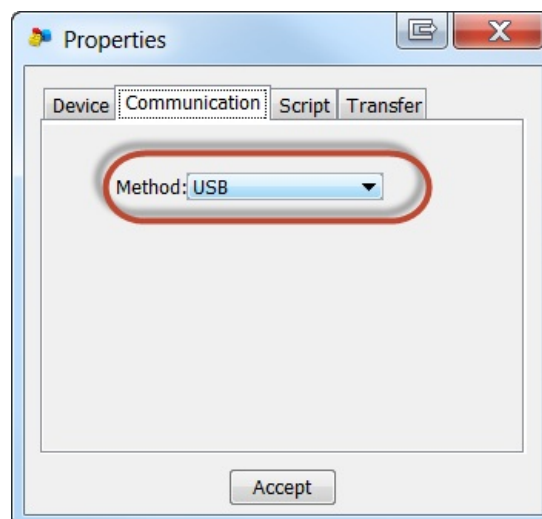 Properties
Device Communication Script Transfer
Method: USB
Accept